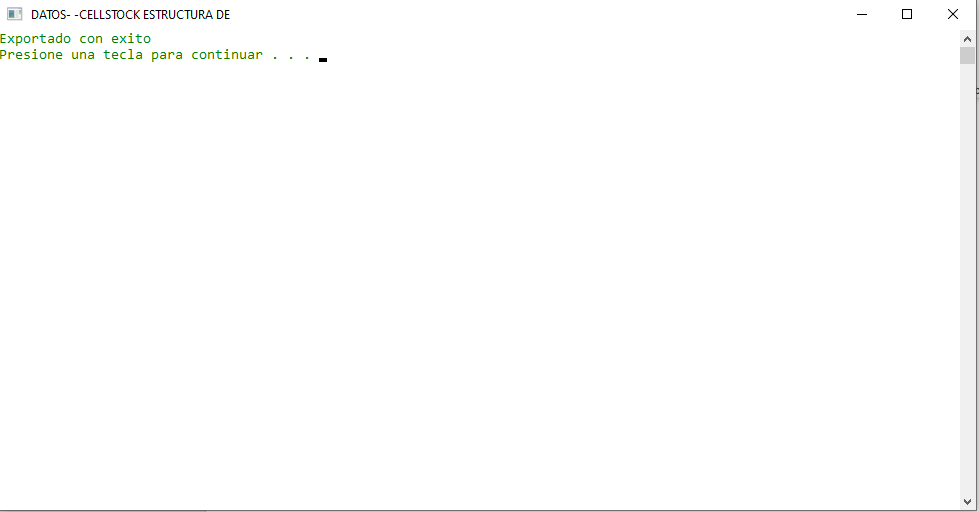 DATOS- -CELLSTOCK ESTRUCTURA DE
Exportado con exito
Presione una tecla para continuar . . .